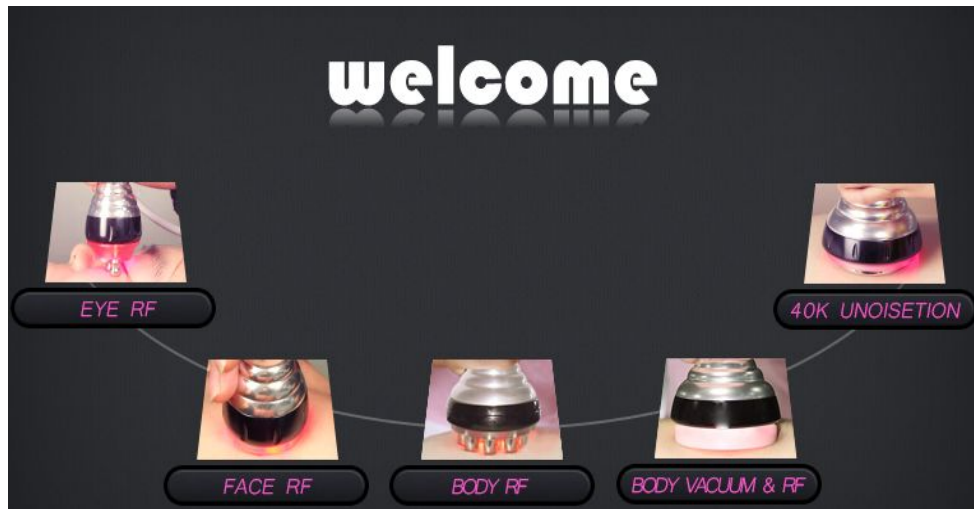 welcome
EYE RF
40K UNOISETION
FACE RF
BODY RF
BODY VACUUM & RF